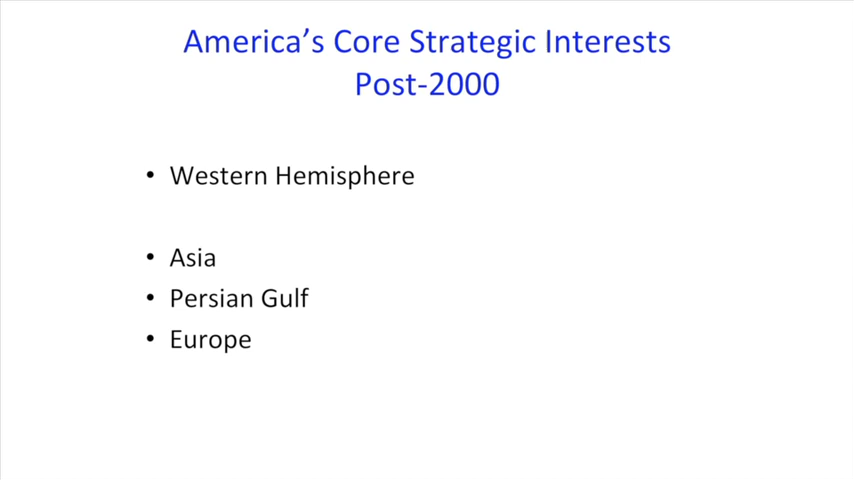 America’s Core Strategic Interests
Post-2000
• Western Hemisphere
• Asia
• Persian Gulf
• Europe